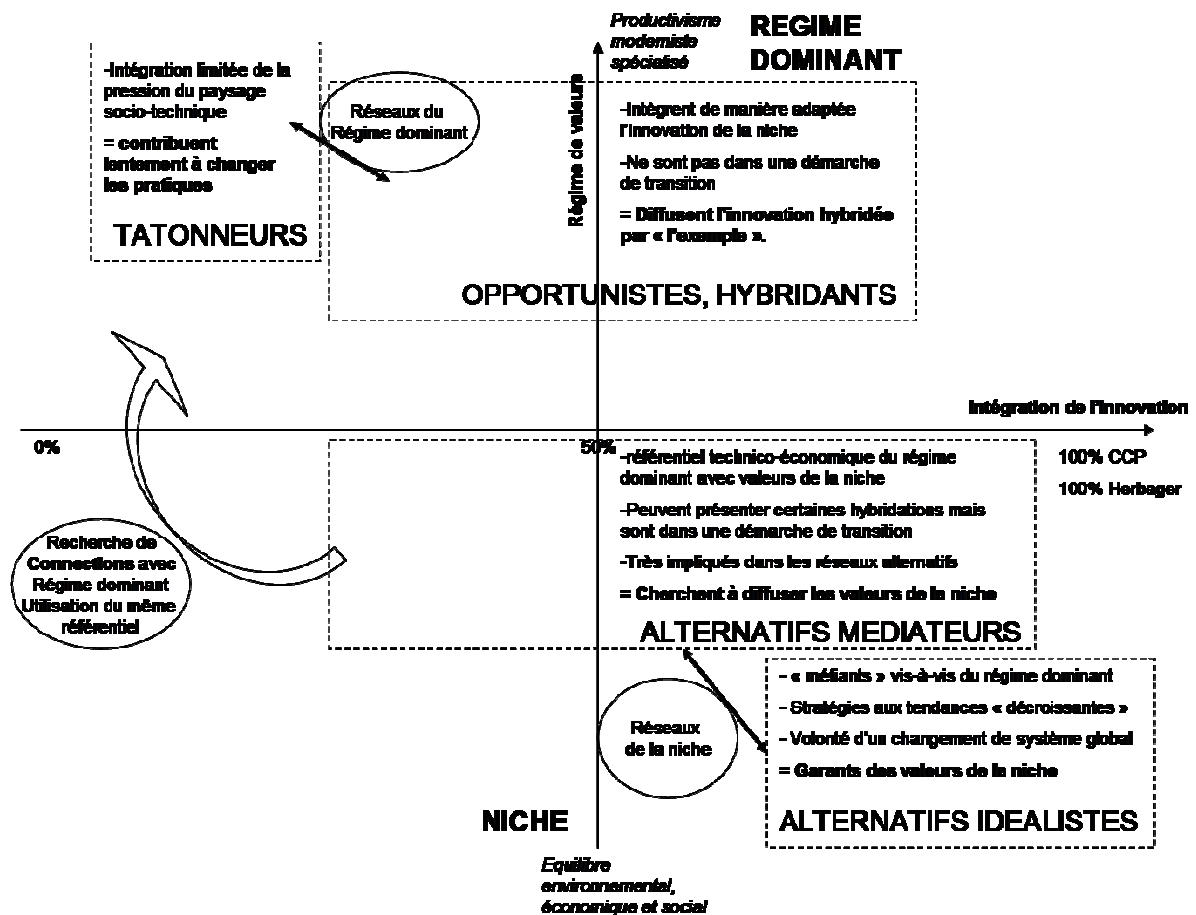 Productivisme
moderniste
spécialisé
REGIME
DOMINANT
Régime de valeurs
-Intégration limitée de la
pression du paysage
socio-technique
= contribuent
lentement à changer
les pratiques
TATONNEURS
Réseaux du
Régime dominant
-Intègrent de manière adaptée
l'innovation de la niche
-Ne sont pas dans une démarche
de transition
= Diffusent l'innovation hybridée
par « l'exemple ».
OPPORTUNISTES, HYBRIDANTS
Intégration de l'innovation
0%
50%
100% CCP
100% Herbager
-référentiel technico-économique du régime
dominant avec valeurs de la niche
-Peuvent présenter certaines hybridations mais
sont dans une démarche de transition
-Très impliqués dans les réseaux alternatifs
= Cherchent à diffuser les valeurs de la niche
ALTERNATIFS MEDIATEURS
Recherche de
Connections avec
Régime dominant
Utilisation du même
référentiel
Réseaux
de la niche
- « méfiants » vis-à-vis du régime dominant
- Stratégies aux tendances « décroissantes »
- Volonté d'un changement de système global
= Garants des valeurs de la niche
ALTERNATIFS IDEALISTES
NICHE
Equilibre
environnemental,
économique et social